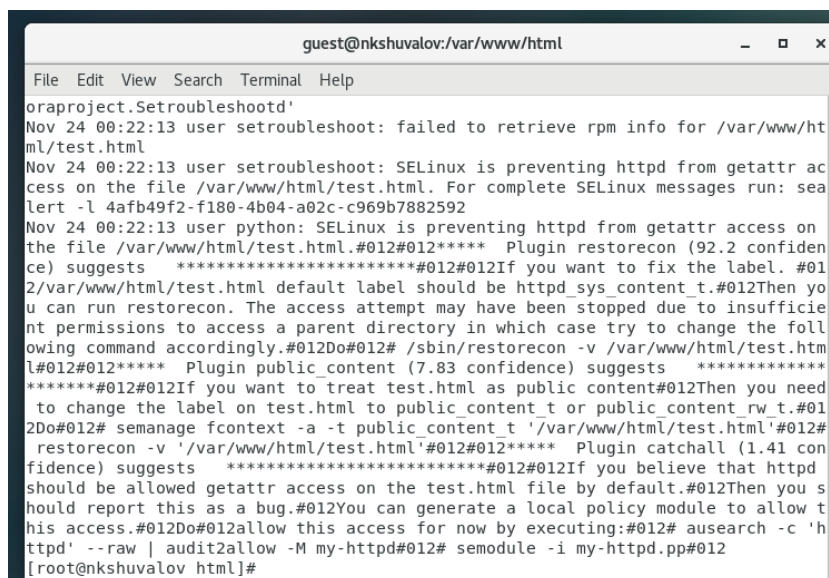 guest@nkshuvalov:/var/www/html
File Edit View Search Terminal Help
oraproject.Setroubleshootd'
Nov 24 00:22:13 user setroubleshoot: failed to retrieve rpm info for /var/www/ht
ml/test.html
Nov 24 00:22:13 user setroubleshoot: SELinux is preventing httpd from getattr ac
cess on the file /var/www/html/test.html. For complete SELinux messages run: sea
lert -l 4afb49f2-f180-4b04-a02c-c969b7882592
Nov 24 00:22:13 user python: SELinux is preventing httpd from getattr access on
the file /var/www/html/test.html.#012#012*****  Plugin restorecon (92.2 confiden
ce) suggests   ************************#012#012If you want to fix the label. #01
2/var/www/html/test.html default label should be httpd_sys_content_t.#012Then yo
u can run restorecon. The access attempt may have been stopped due to insufficie
nt permissions to access a parent directory in which case try to change the foll
owing command accordingly.#012Do#012# /sbin/restorecon -v /var/www/html/test.htm
l#012#012*****  Plugin public_content (7.83 confidence) suggests   *************
*******#012#012If you want to treat test.html as public content#012Then you need
 to change the label on test.html to public_content_t or public_content_rw_t.#01
2Do#012# semanage fcontext -a -t public_content_t '/var/www/html/test.html'#012#
 restorecon -v '/var/www/html/test.html'#012#012*****  Plugin catchall (1.41 con
fidence) suggests   **************************#012#012If you believe that httpd
should be allowed getattr access on the test.html file by default.#012Then you s
hould report this as a bug.#012You can generate a local policy module to allow t
his access.#012Do#012allow this access for now by executing:#012# ausearch -c 'h
ttpd' --raw | audit2allow -M my-httpd#012# semodule -i my-httpd.pp#012
[root@nkshuvalov html]#